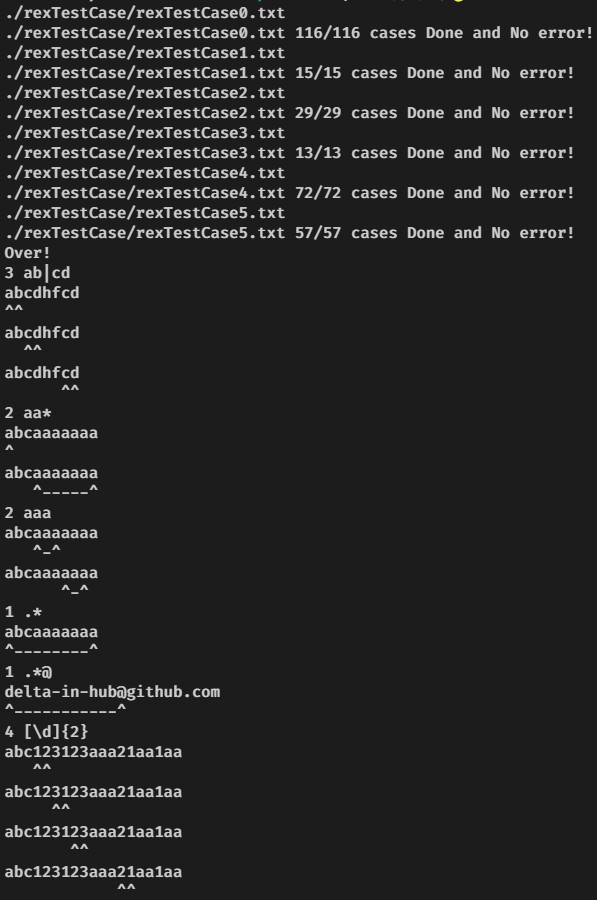 ./rexTestCase/rexTestCase0.txt
./rexTestCase/rexTestCase0.txt 116/116 cases Done and No error!
./rexTestCase/rexTestCase1.txt
./rexTestCase/rexTestCase1.txt 15/15 cases Done and No error!
./rexTestCase/rexTestCase2.txt
./rexTestCase/rexTestCase2.txt 29/29 cases Done and No error!
./rexTestCase/rexTestCase3.txt
./rexTestCase/rexTestCase3.txt 13/13 cases Done and No error!
./rexTestCase/rexTestCase4.txt
./rexTestCase/rexTestCase4.txt 72/72 cases Done and No error!
./rexTestCase/rexTestCase5.txt
./rexTestCase/rexTestCase5.txt 57/57 cases Done and No error!
Over!
3 ab|cd
abcdhfcd
^^
abcdhfcd
  ^^
abcdhfcd
      ^^
2 aa*
abcaaaaaaa
^
abcaaaaaaa
   ^_____^
2 aaa
abcaaaaaaa
   ^_^
abcaaaaaaa
      ^_^
1 .*
abcaaaaaaa
^________^
1 .*@
delta-in-hub@github.com
^___________^
4 [\d]{2}
abc123123aaa21aa1aa
   ^^
abc123123aaa21aa1aa
     ^^
abc123123aaa21aa1aa
       ^^
abc123123aaa21aa1aa
            ^^